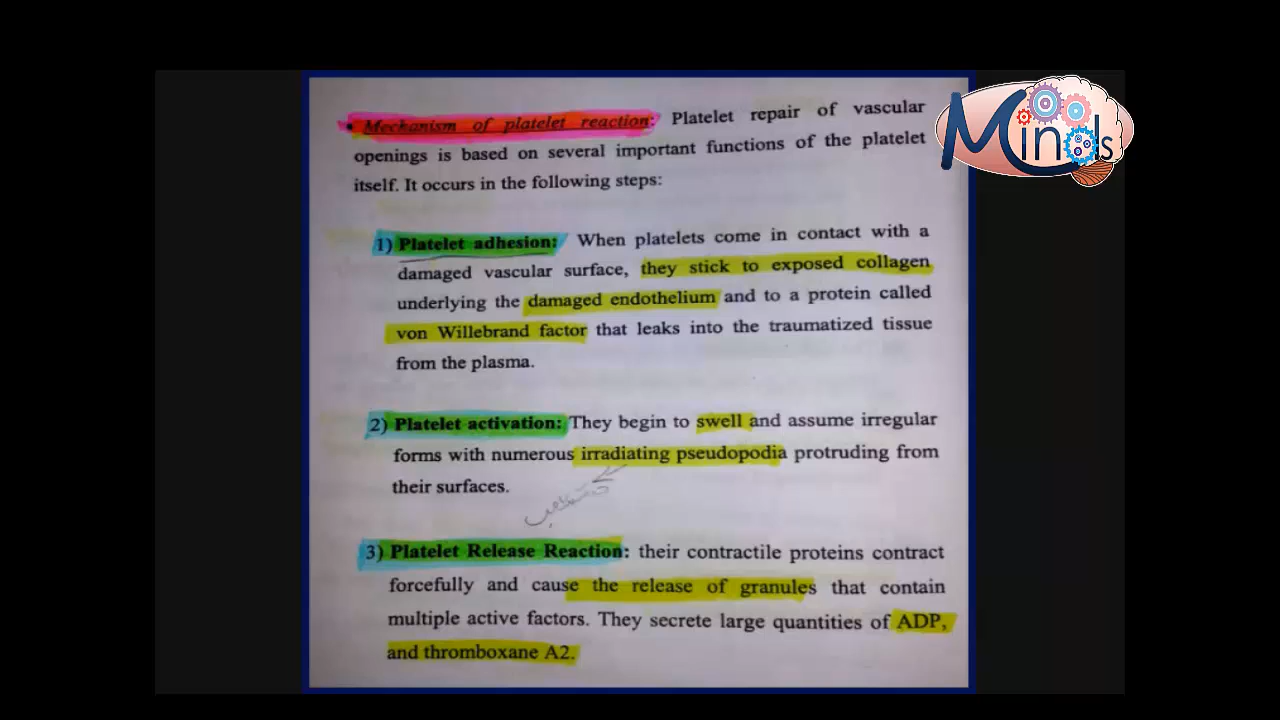 Minds
• Mechanism of platelet reaction: Platelet repair of vascular
openings is based on several important functions of the platelet
itself. It occurs in the following steps:
1) Platelet adhesion: When platelets come in contact with a
damaged vascular surface, they stick to exposed collagen
underlying the damaged endothelium and to a protein called
von Willebrand factor that leaks into the traumatized tissue
from the plasma.
2) Platelet activation: They begin to swell and assume irregular
forms with numerous irradiating pseudopodia protruding from
their surfaces.
3) Platelet Release Reaction: their contractile proteins contract
forcefully and cause the release of granules that contain
multiple active factors. They secrete large quantities of ADP,
and thromboxane A2.